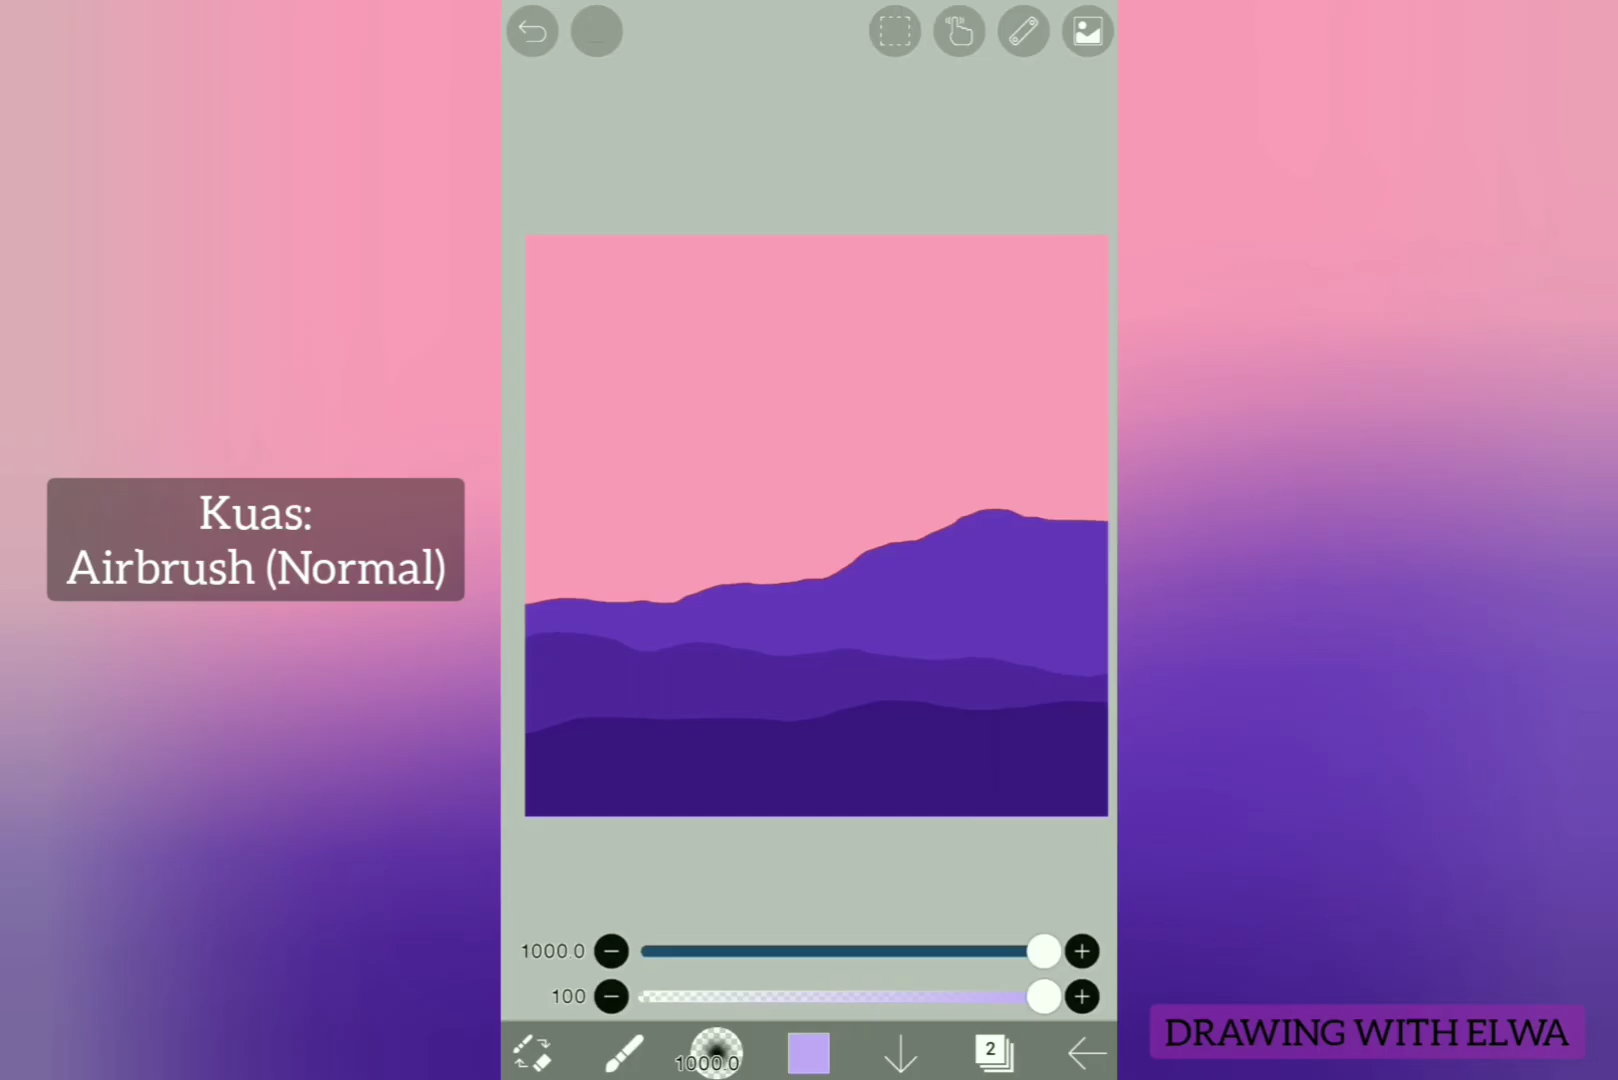 Kuas:
Airbrush (Normal)
1000.0
100
1000.0
2
DRAWING WITH ELWA